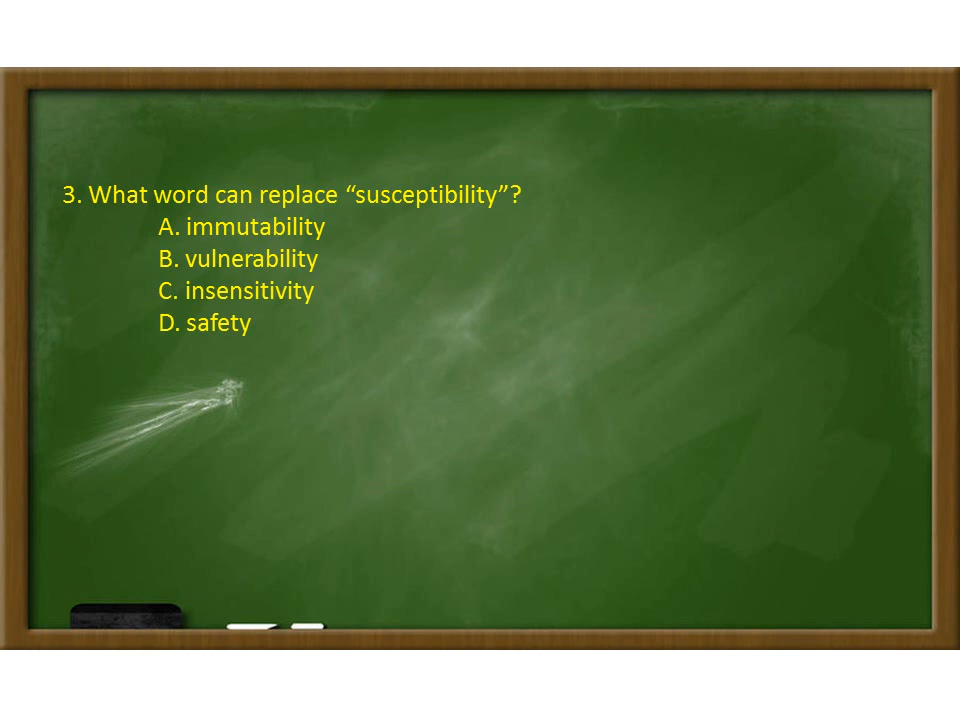 3. What word can replace “susceptibility”?
A. immutability
B. vulnerability
C. insensitivity
D. safety